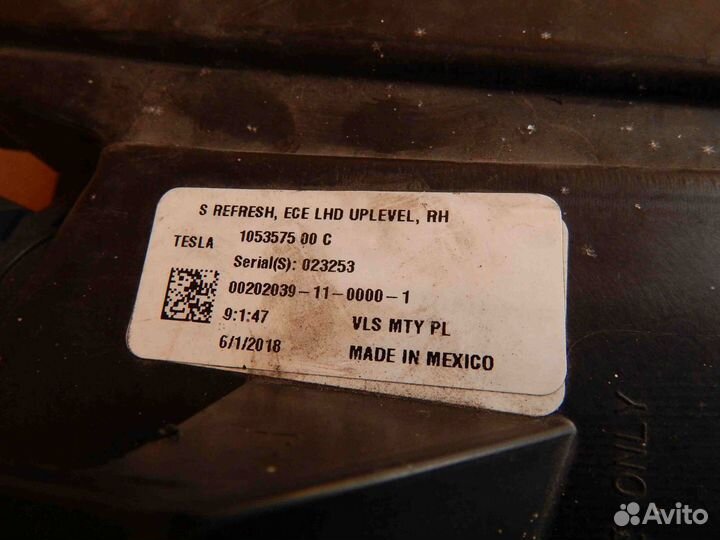 S REFRESH, ECE LHD UPLEVEL, RH
TESLA 1053575 00 C
Serial(S): 023253
00202039-11-0000-1
9:1:47 VLS MTY PL
6/1/2018 MADE IN MEXICO
ONLY
Avito